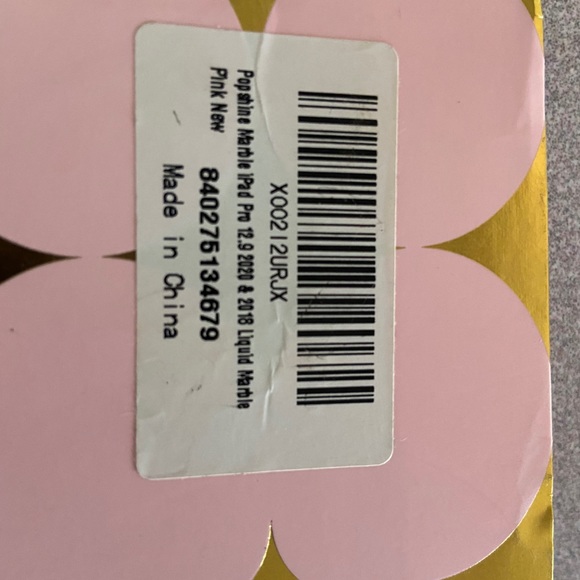 X00212URJX
Popshine Marble iPad Pro 12.9 2020 & 2018 Liquid Marble
Pink New
840275134679
Made in China